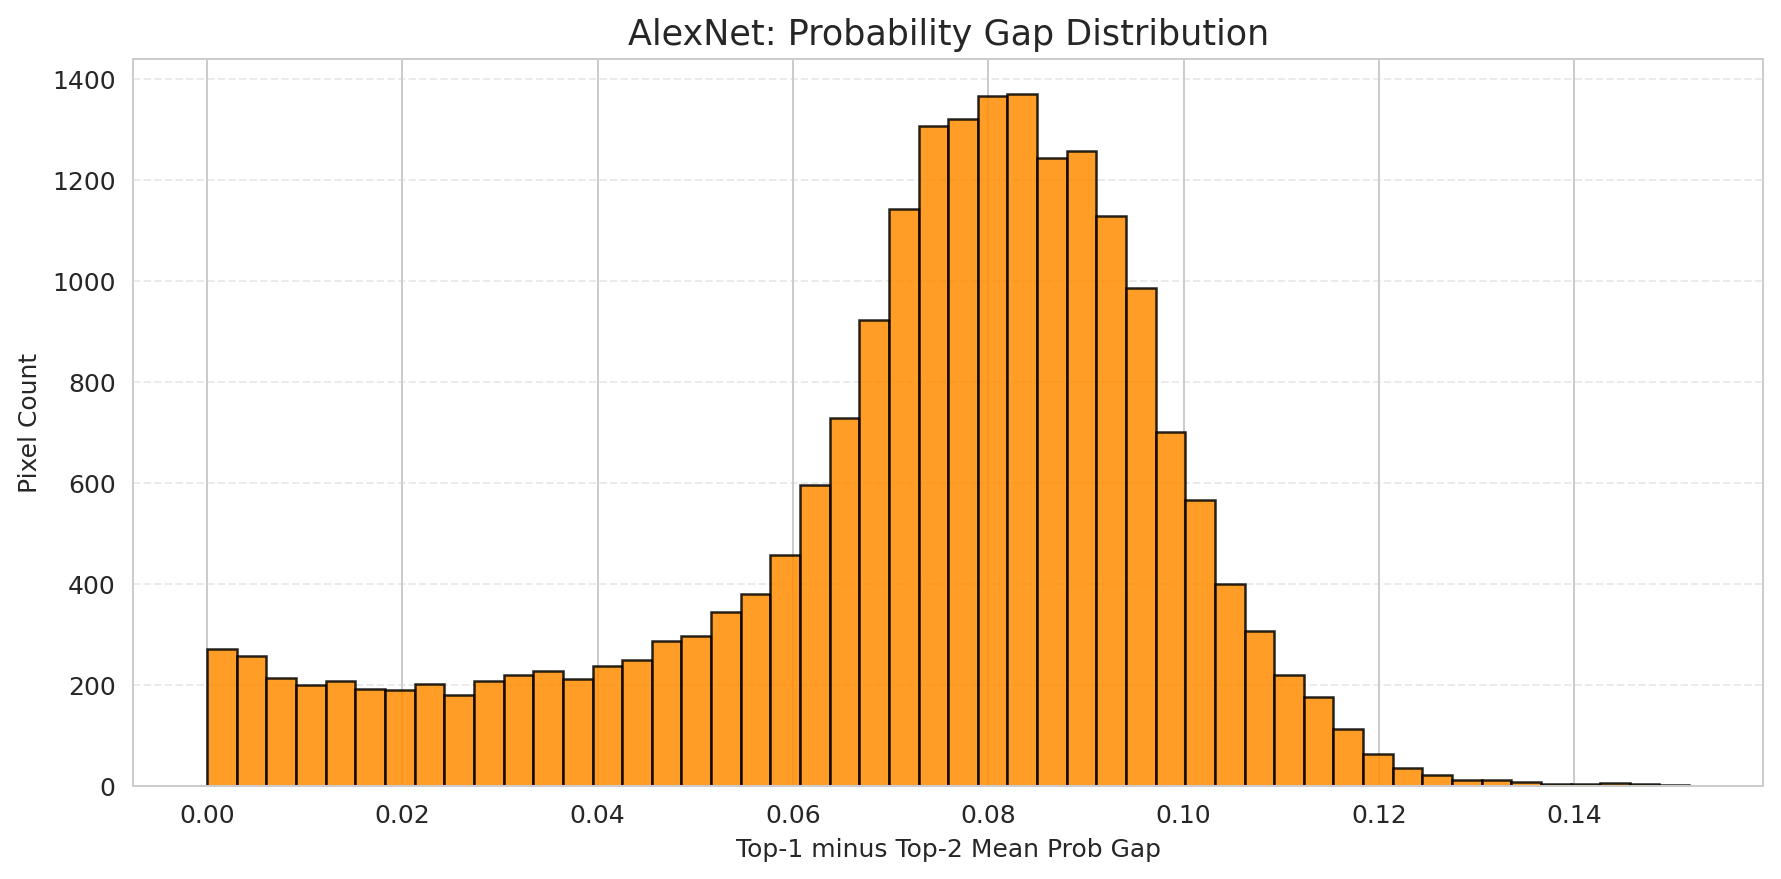 AlexNet: Probability Gap Distribution
1400
1200
1000
800
600
400
200
0
Pixel Count
0.00 0.02 0.04 0.06 0.08 0.10 0.12 0.14
Top-1 minus Top-2 Mean Prob Gap